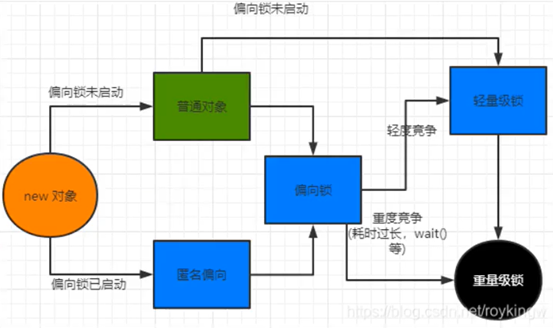 偏向锁未启动
偏向锁未启动
普通对象
轻量级锁
轻度竞争
new 对象
偏向锁
重度竞争
(耗时过长，wait()
等)
偏向锁已启动
匿名偏向
重量级锁
https://blog.csdn.net/roykingw